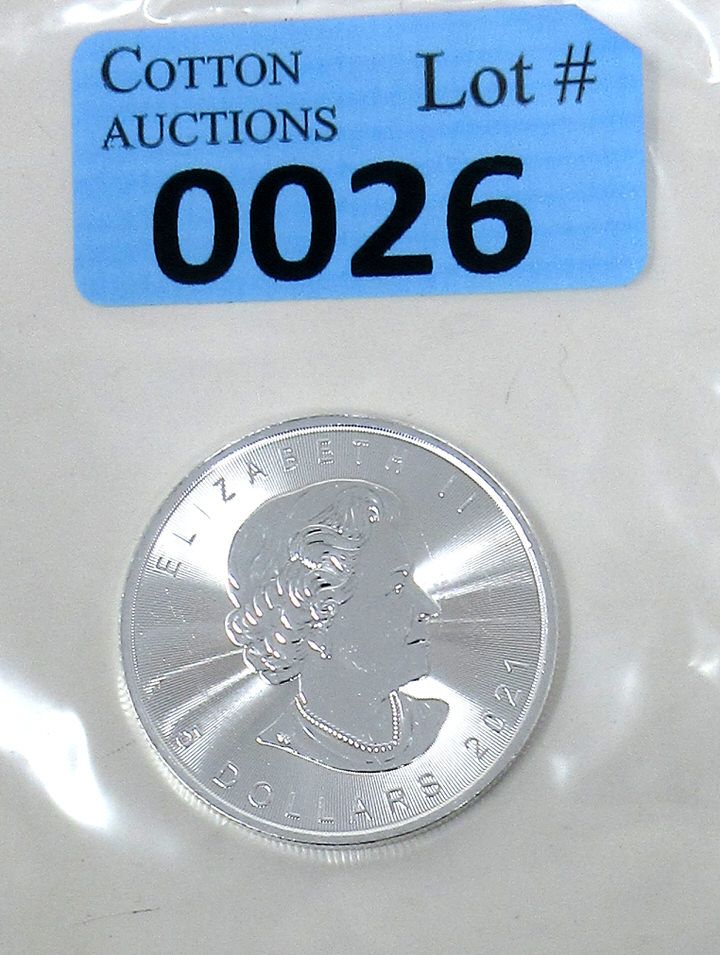 COTTON
AUCTIONS
Lot #
0026
ELIZABETH II
5 DOLLARS 2021